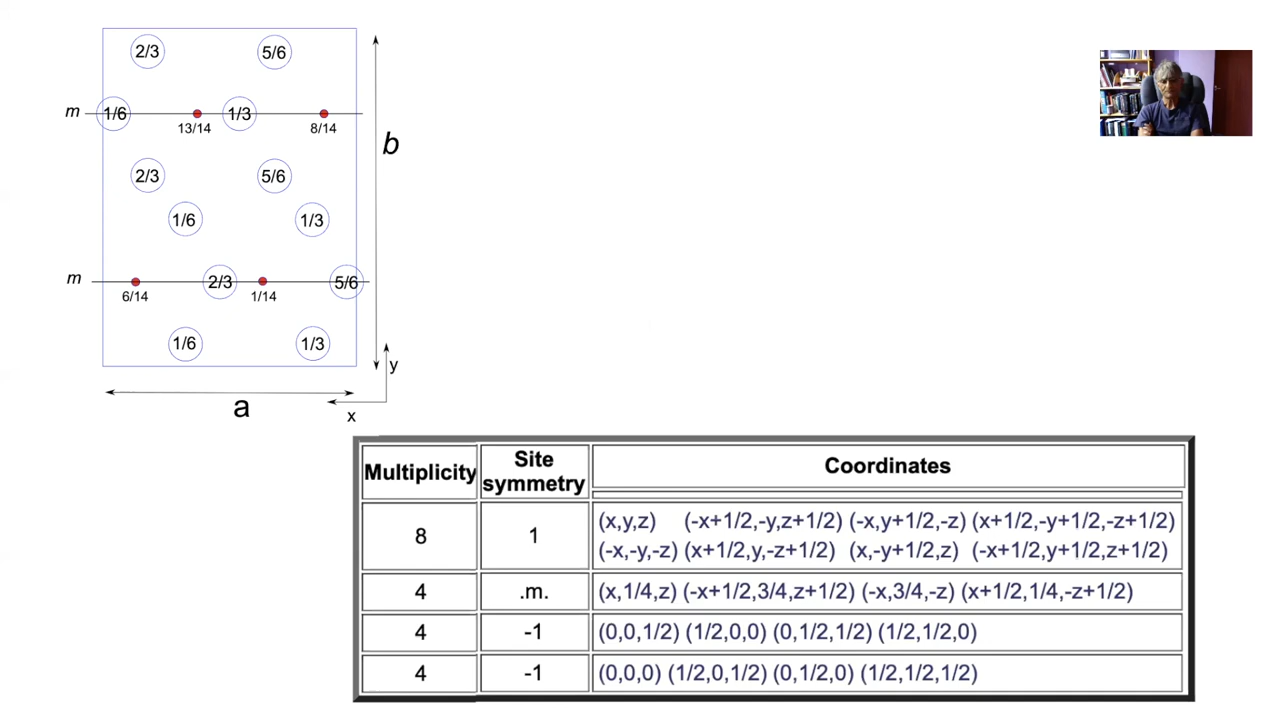 2/3 5/6
m 1/6 1/3
13/14 8/14
b
2/3 5/6
1/6 1/3
m 2/3 5/6
6/14 1/14
1/6 1/3
y
a x
Multiplicity Site symmetry Coordinates
8 1 (x,y,z) (-x+1/2,-y,z+1/2) (-x,y+1/2,-z) (x+1/2,-y+1/2,-z+1/2)
(-x,-y,-z) (x+1/2,y,-z+1/2) (x,-y+1/2,z) (-x+1/2,y+1/2,z+1/2)
4 .m. (x,1/4,z) (-x+1/2,3/4,z+1/2) (-x,3/4,-z) (x+1/2,1/4,-z+1/2)
4 -1 (0,0,1/2) (1/2,0,0) (0,1/2,1/2) (1/2,1/2,0)
4 -1 (0,0,0) (1/2,0,1/2) (0,1/2,0) (1/2,1/2,1/2)